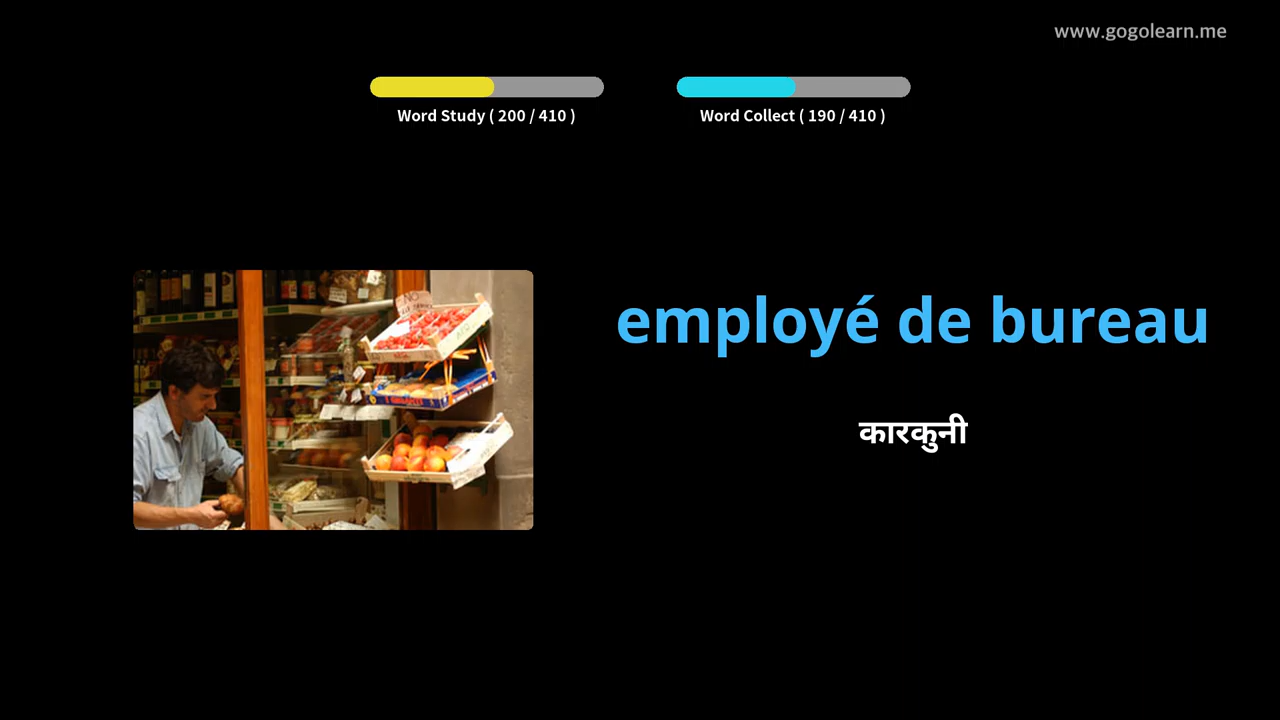 www.gogolearn.me
Word Study ( 200 / 410 )
Word Collect ( 190 / 410 )
employé de bureau
कारकुनी